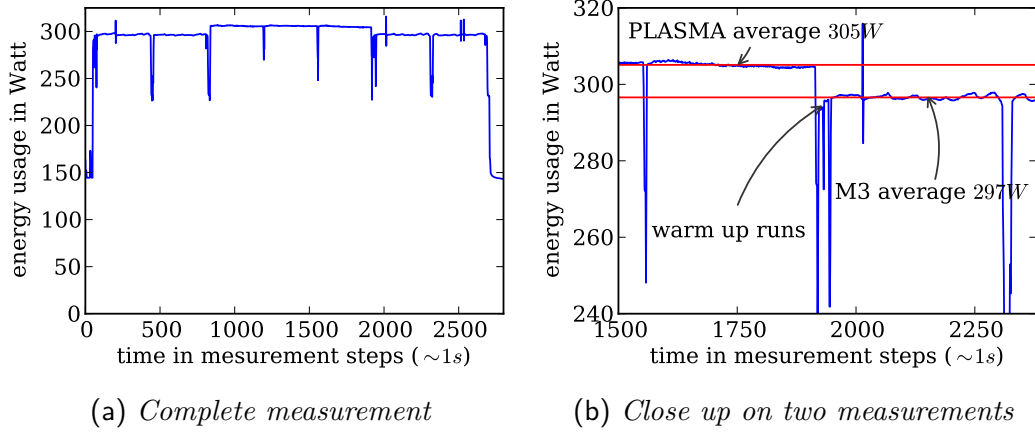 300
250
200
150
100
50
0
energy usage in Watt
0 500 1000 1500 2000 2500
time in mesurement steps (∼1s)
(a) Complete measurement
320
300
280
260
240
energy usage in Watt
PLASMA average 305W
M3 average 297W
warm up runs
1500 1750 2000 2250
time in mesurement steps (∼1s)
(b) Close up on two measurements